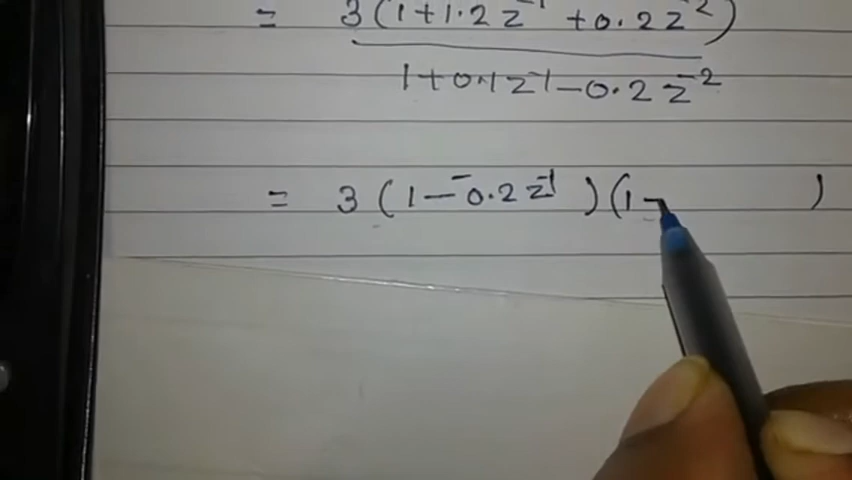 = 3(1+1.2z⁻¹ +0.2z⁻²)
1+0.1z⁻¹-0.2z⁻²
= 3(1-⁻0.2z⁻¹)(1- )